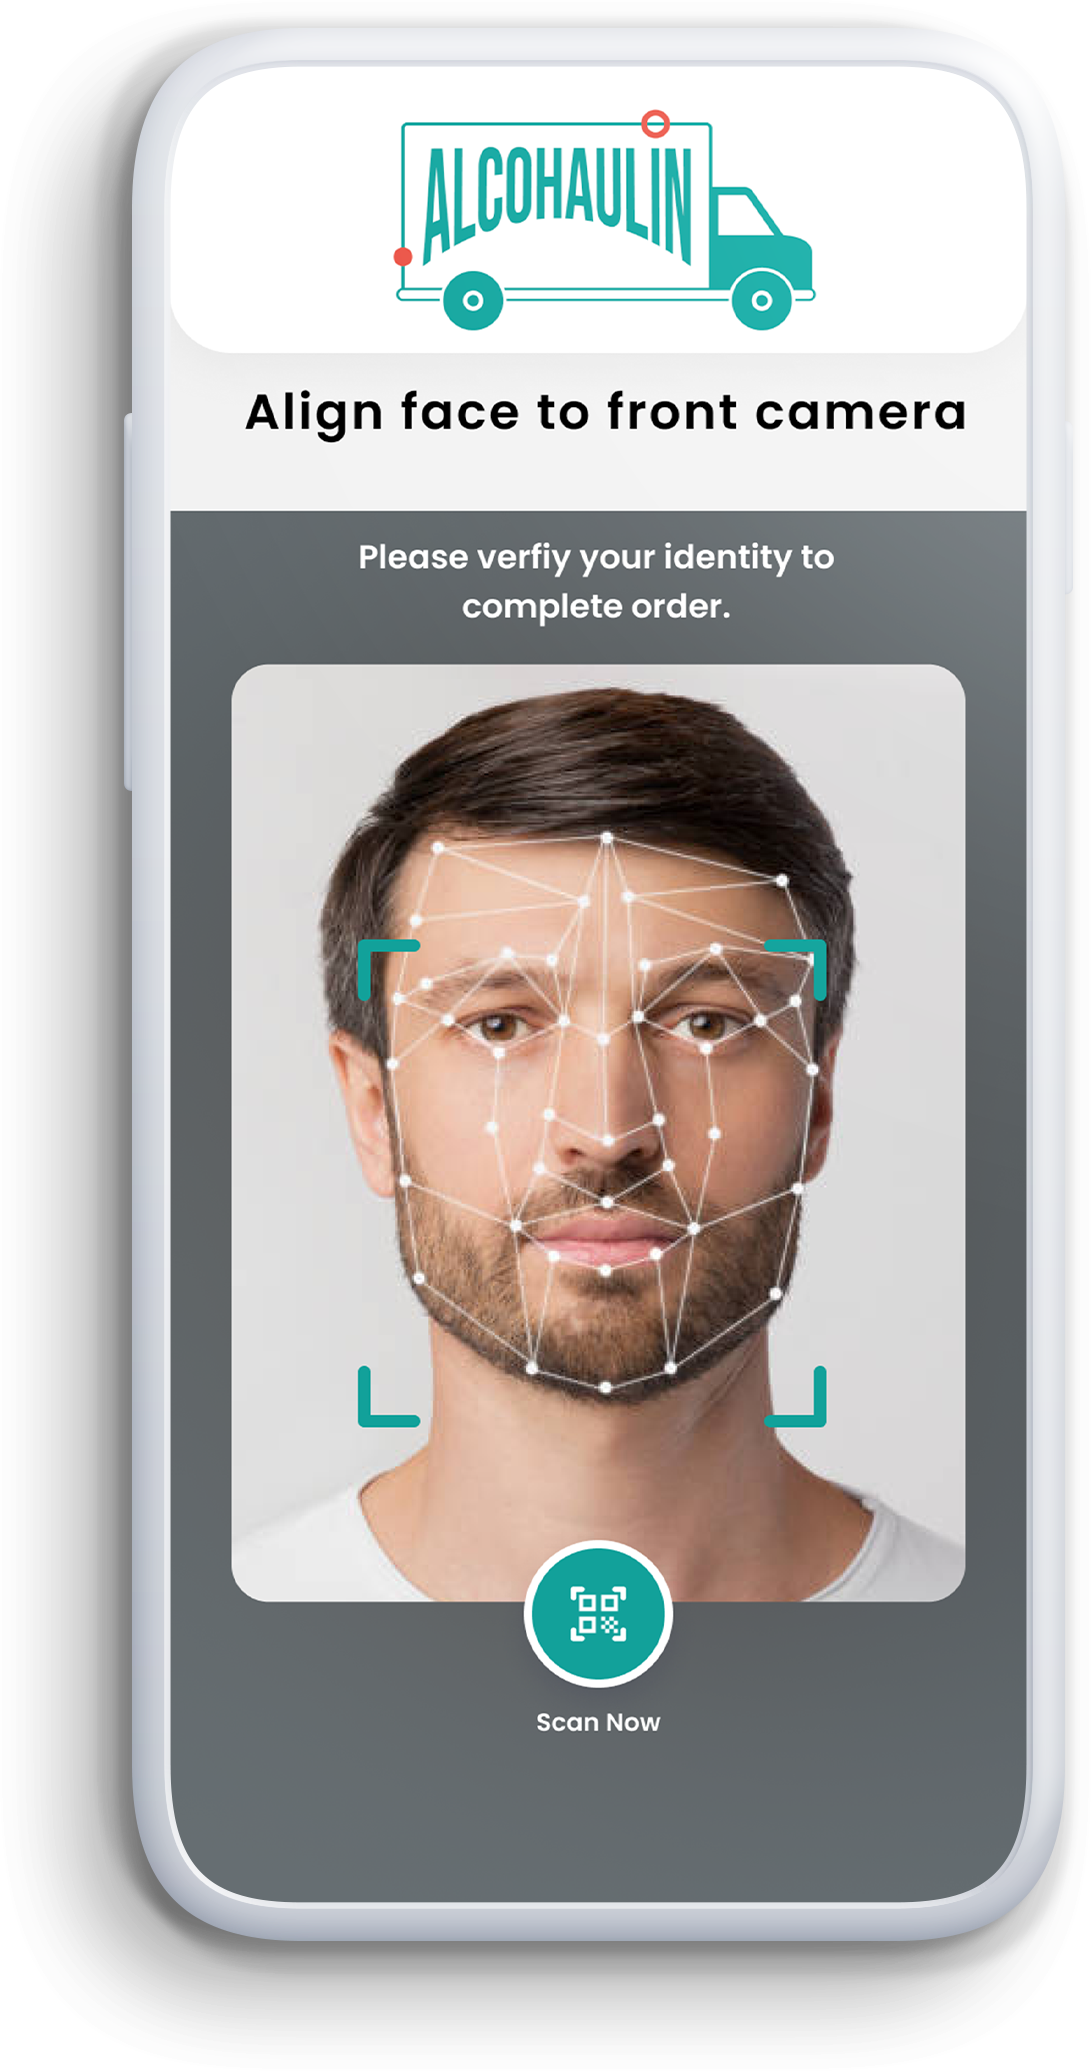 ALCOHAULIN
Align face to front camera
Please verfiy your identity to
complete order.
Scan Now